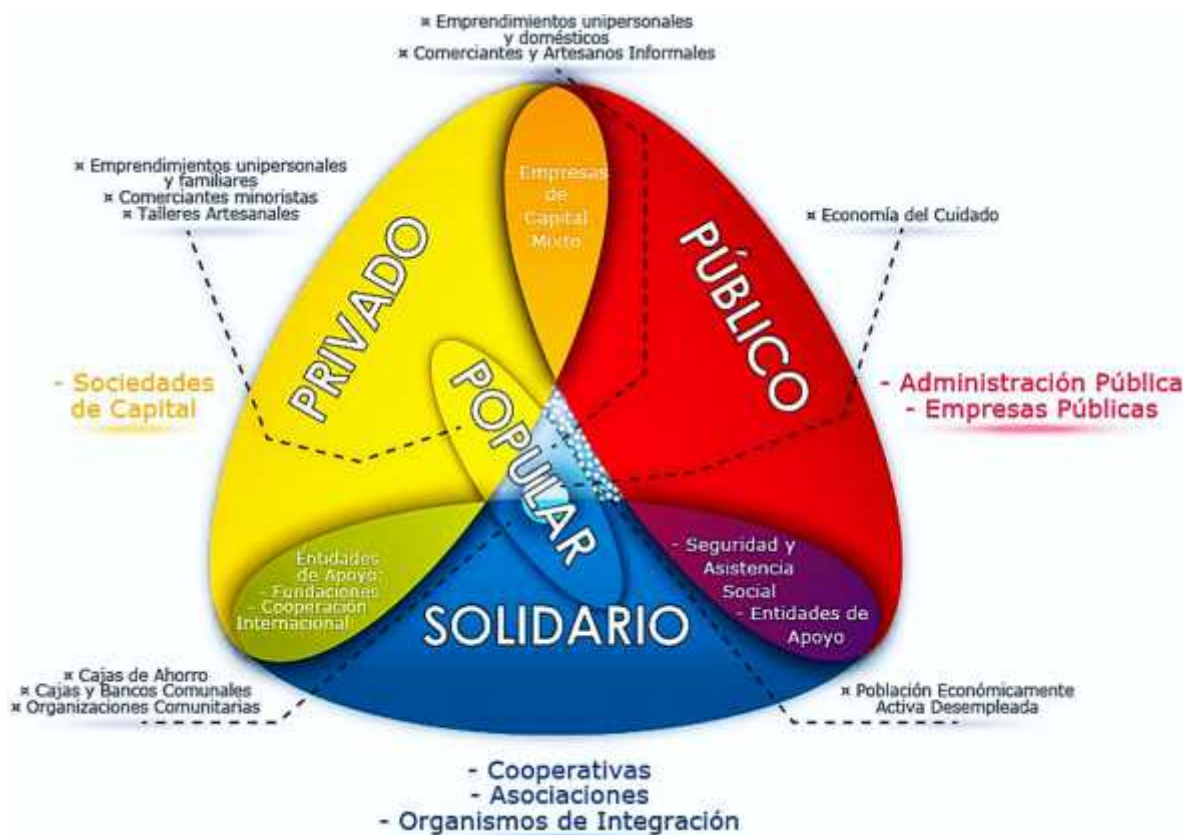 ¤ Emprendimientos unipersonales
y domésticos
¤ Comerciantes y Artesanos Informales
¤ Emprendimientos unipersonales
y familiares
¤ Comerciantes minoristas
¤ Talleres Artesanales
- Empresas
de
Capital
Mixto
¤ Economía del Cuidado
PRIVADO
PÚBLICO
- Sociedades
de Capital
POPULAR
- Administración Pública
- Empresas Públicas
Entidades
de Apoyo:
- Fundaciones
- Cooperación
Internacional
- Seguridad y
Asistencia
Social
- Entidades de
Apoyo
SOLIDARIO
¤ Cajas de Ahorro
¤ Cajas y Bancos Comunales
¤ Organizaciones Comunitarias
¤ Población Económicamente
Activa Desempleada
- Cooperativas
- Asociaciones
- Organismos de Integración